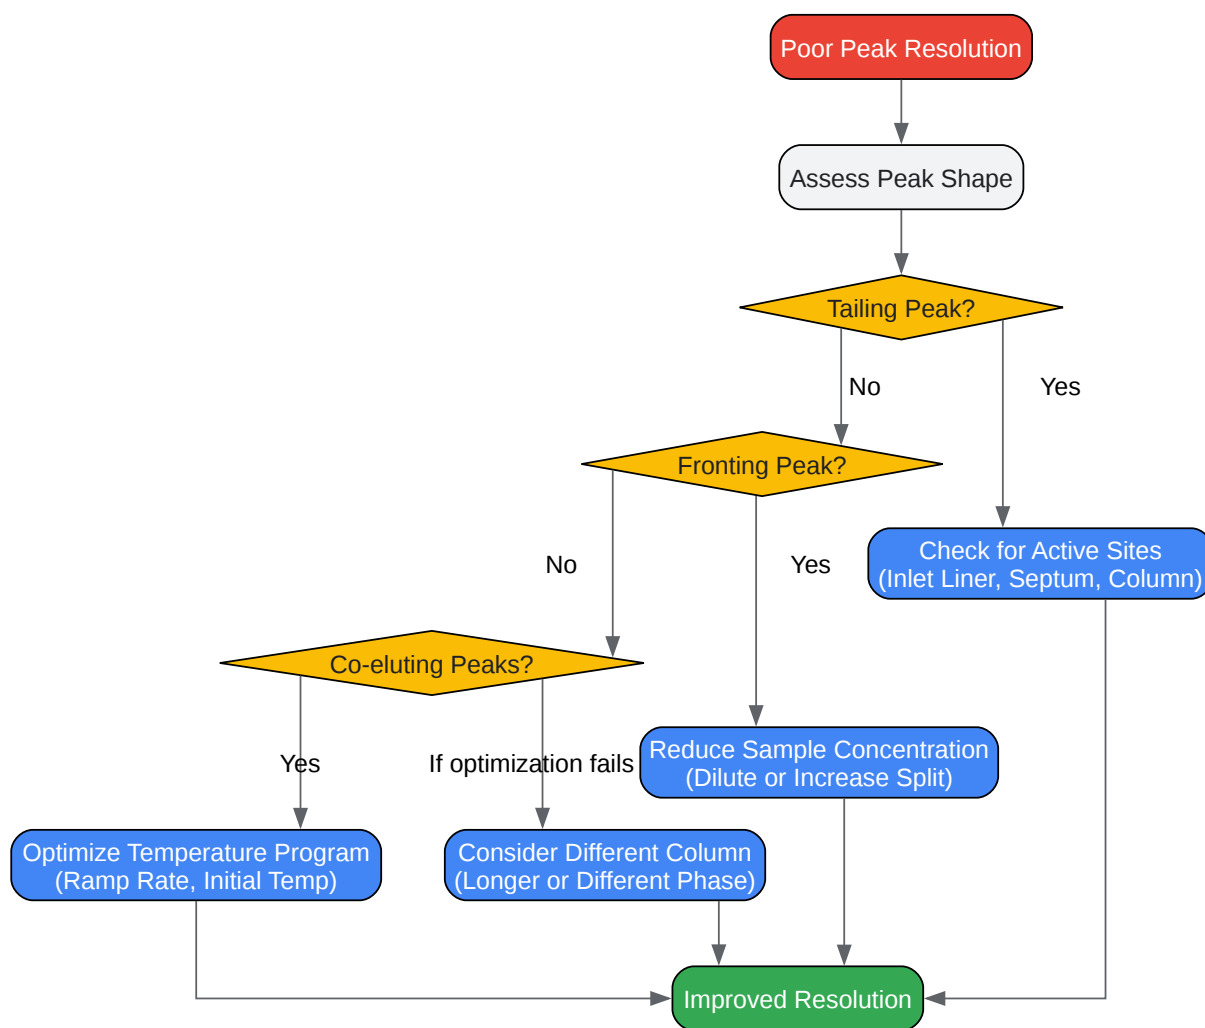 Poor Peak Resolution
Assess Peak Shape
Tailing Peak?
No
Yes
Fronting Peak?
Check for Active Sites
(Inlet Liner, Septum, Column)
No
Yes
Co-eluting Peaks?
Reduce Sample Concentration
(Dilute or Increase Split)
Yes
If optimization fails
Optimize Temperature Program
(Ramp Rate, Initial Temp)
Consider Different Column
(Longer or Different Phase)
Improved Resolution